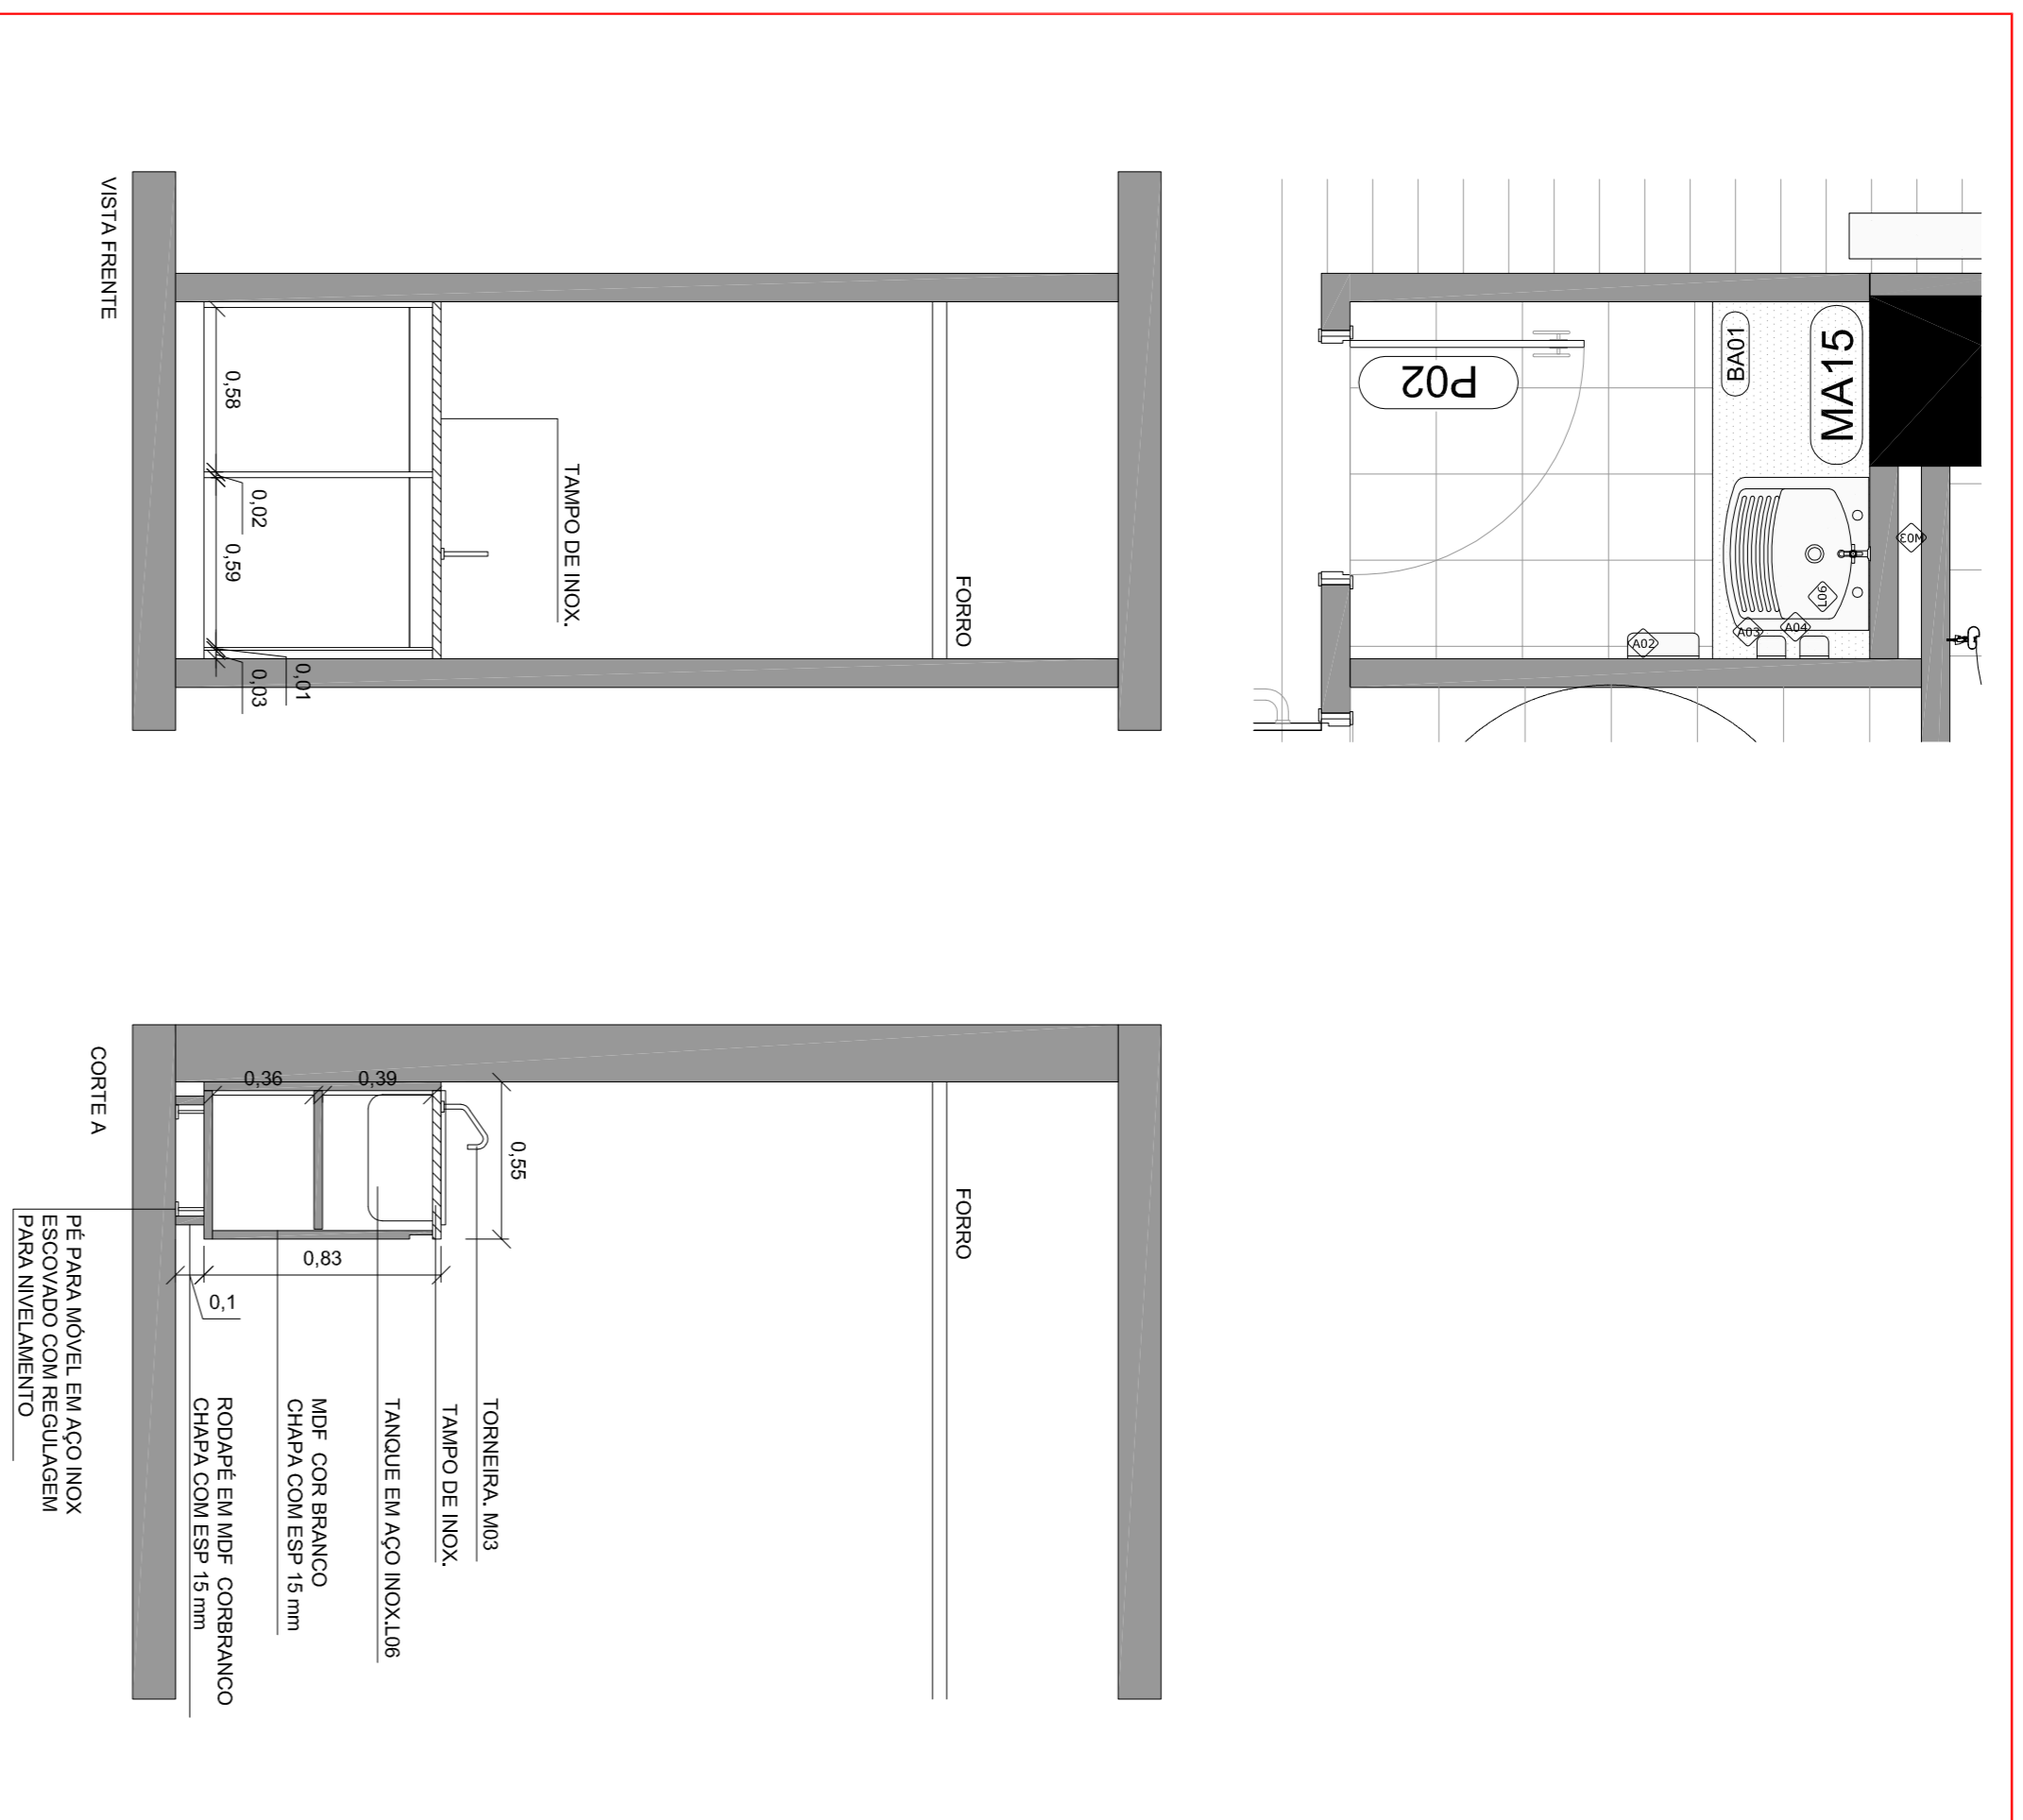 MA15
BA01
P02
M03
L06
A04
A03
A02
FORRO
TAMPO DE INOX.
0,58
0,02
0,59
0,01
0,03
VISTA FRENTE
FORRO
0,55
0,36
0,39
0,83
0,1
TORNEIRA. M03
TAMPO DE INOX.
TANQUE EM AÇO INOX.L06
MDF COR BRANCO
CHAPA COM ESP 15 mm
RODAPÉ EM MDF CORBRANCO
CHAPA COM ESP 15 mm
PÉ PARA MÓVEL EM AÇO INOX
ESCOVADO COM REGULAGEM
PARA NIVELAMENTO
CORTE A